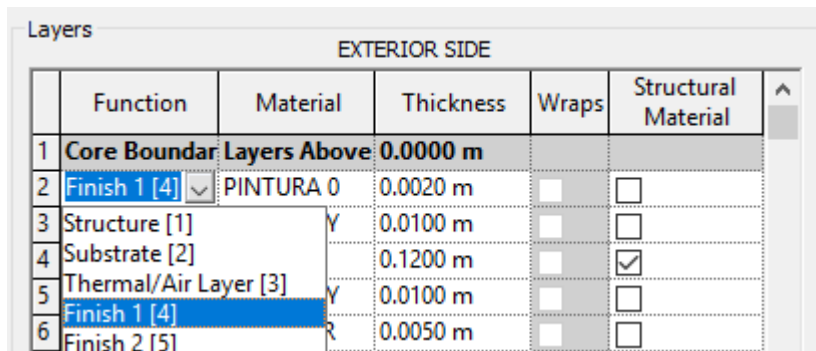 Layers
EXTERIOR SIDE
Function Material Thickness Wraps Structural Material
1 Core Boundar Layers Above 0.0000 m
2 Finish 1 [4] PINTURA 0 0.0020 m
3 Structure [1] Y 0.0100 m
4 Substrate [2] 0.1200 m
5 Thermal/Air Layer [3] Y 0.0100 m
Finish 1 [4]
6 Finish 2 [5] R 0.0050 m